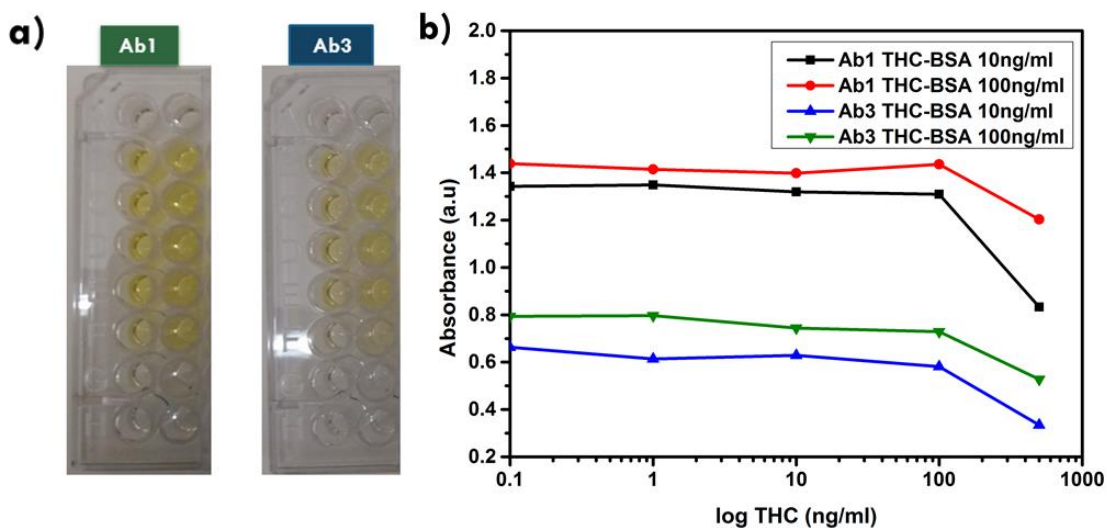 a)
Ab1
Ab3
b)
Ab1 THC-BSA 10ng/ml
Ab1 THC-BSA 100ng/ml
Ab3 THC-BSA 10ng/ml
Ab3 THC-BSA 100ng/ml
Absorbance (a.u)
2.0
1.8
1.6
1.4
1.2
1.0
0.8
0.6
0.4
0.2
0.1
1
10
100
1000
log THC (ng/ml)